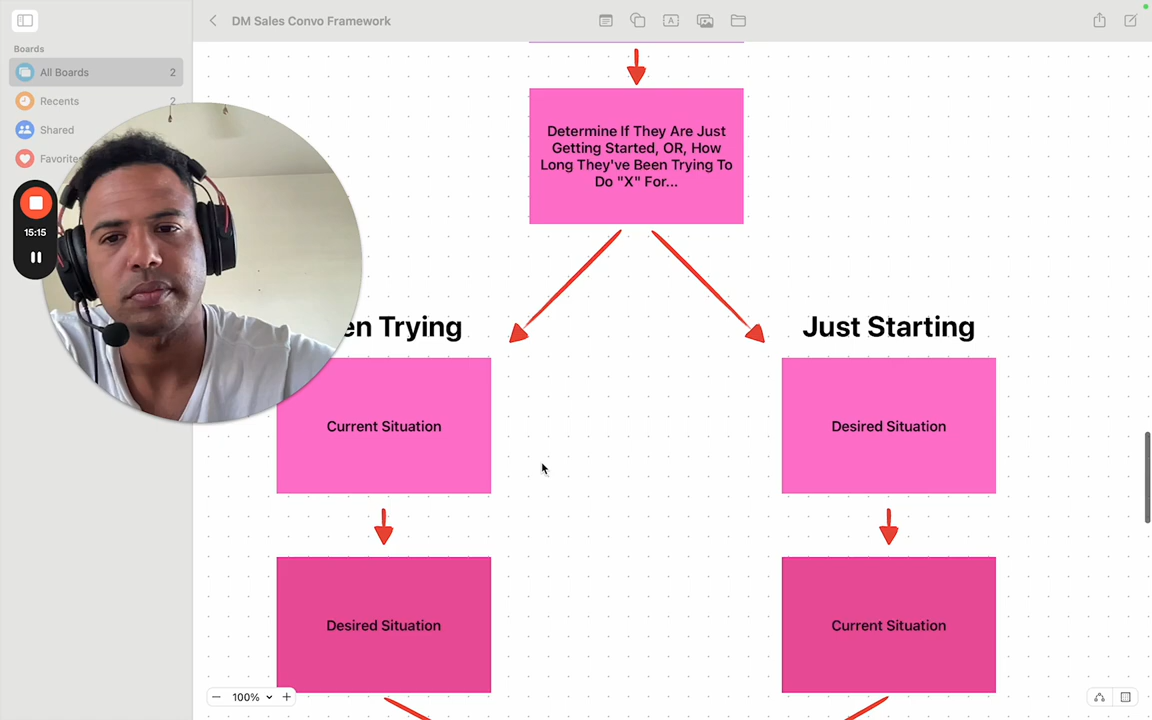 DM Sales Convo Framework
Boards
All Boards 2
Recents 2
Shared
Favorites
15:15
Determine If They Are Just
Getting Started, OR, How
Long They've Been Trying To
Do "X" For...
Trying
Just Starting
Current Situation
Desired Situation
Desired Situation
Current Situation
100%